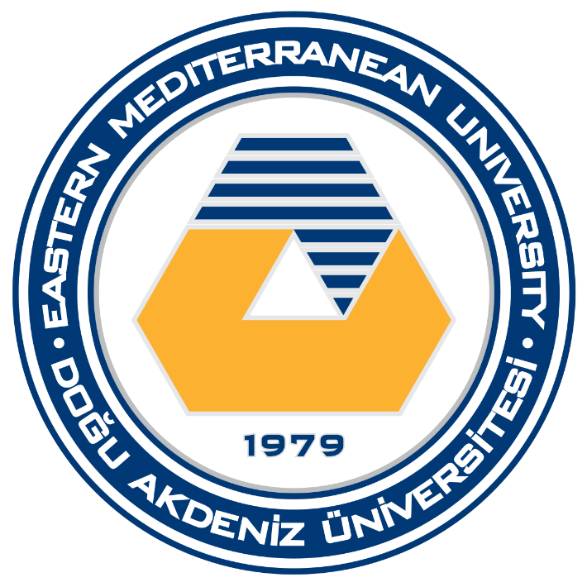 EASTERN MEDITERRANEAN UNIVERSITY
DOĞU AKDENİZ ÜNİVERSİTESİ
1979